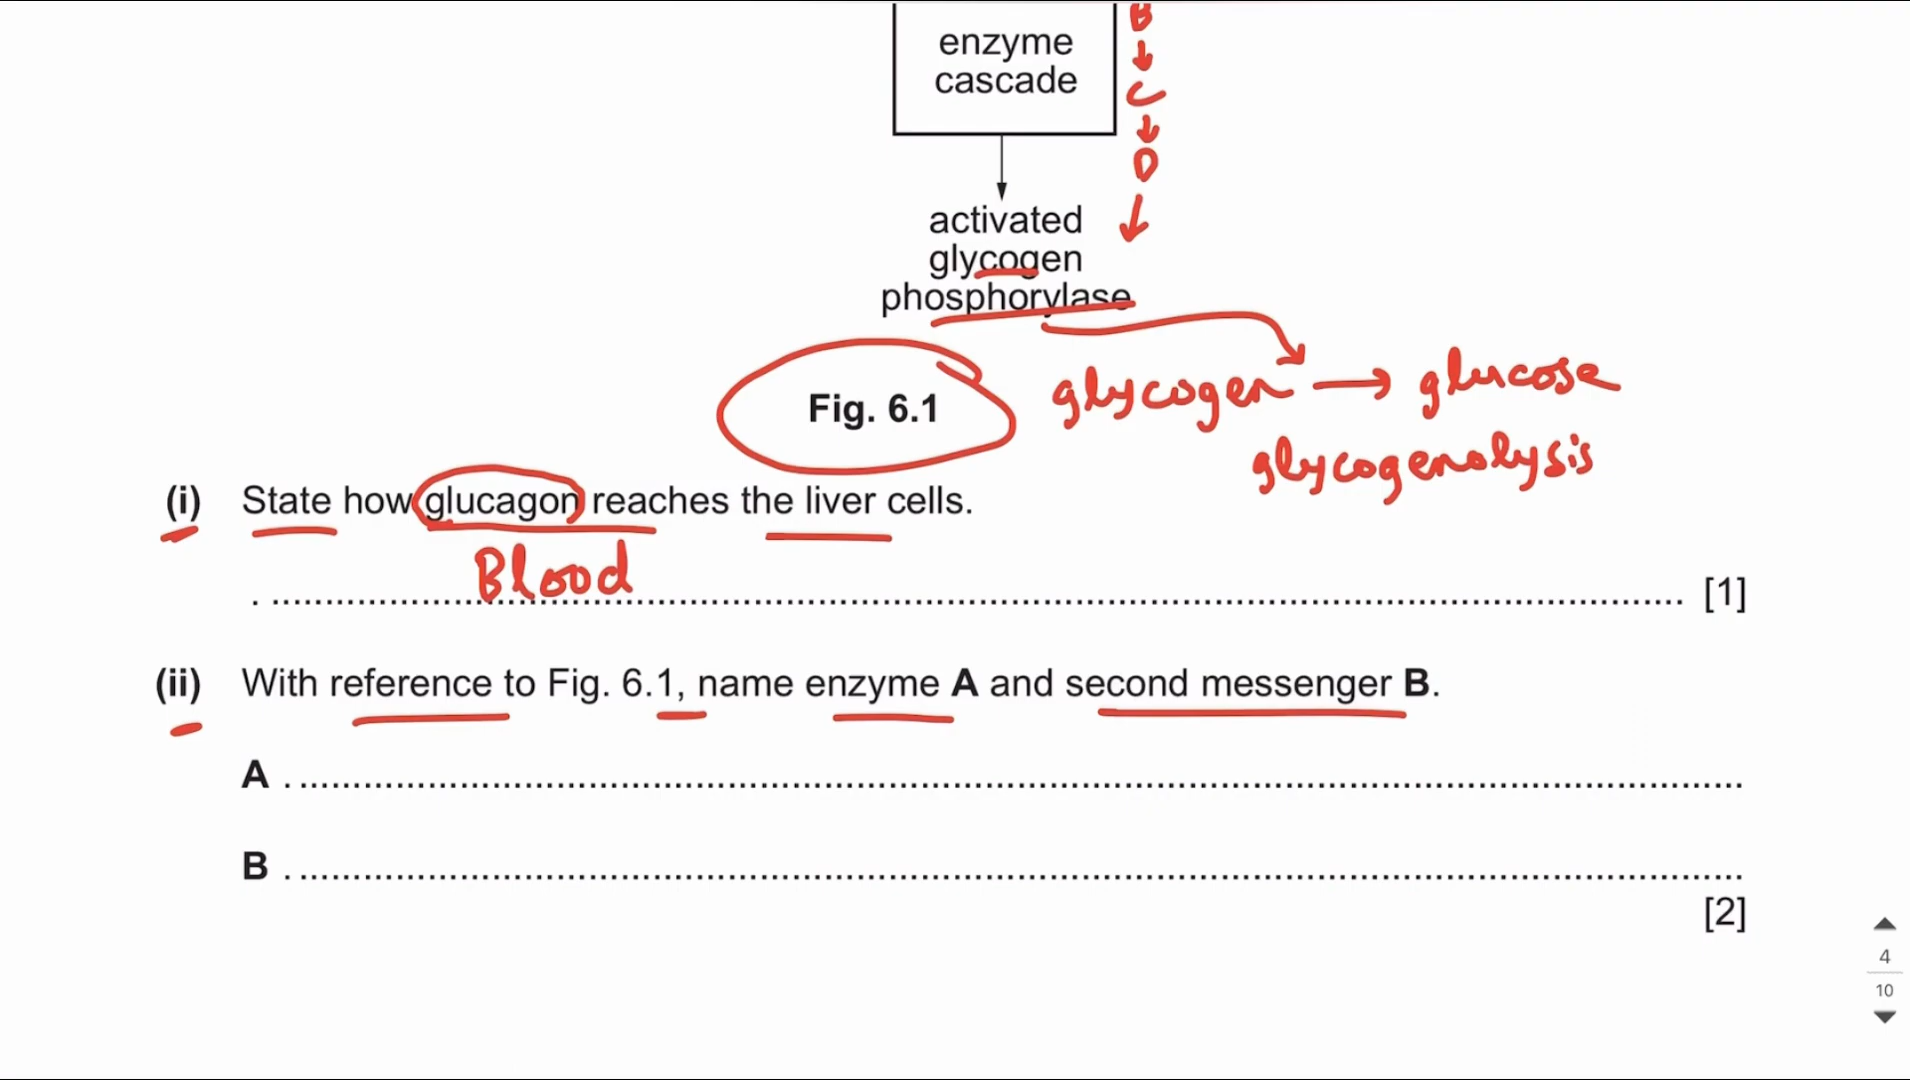 B
enzyme
cascade
C
D
activated
glycogen
phosphorylase
Fig. 6.1
glycogen → glucose
glycogenolysis
(i) State how glucagon reaches the liver cells.
Blood
. .......................................................... [1]
(ii) With reference to Fig. 6.1, name enzyme A and second messenger B.
A . ..........................................................
B . ..........................................................
[2]
4
10